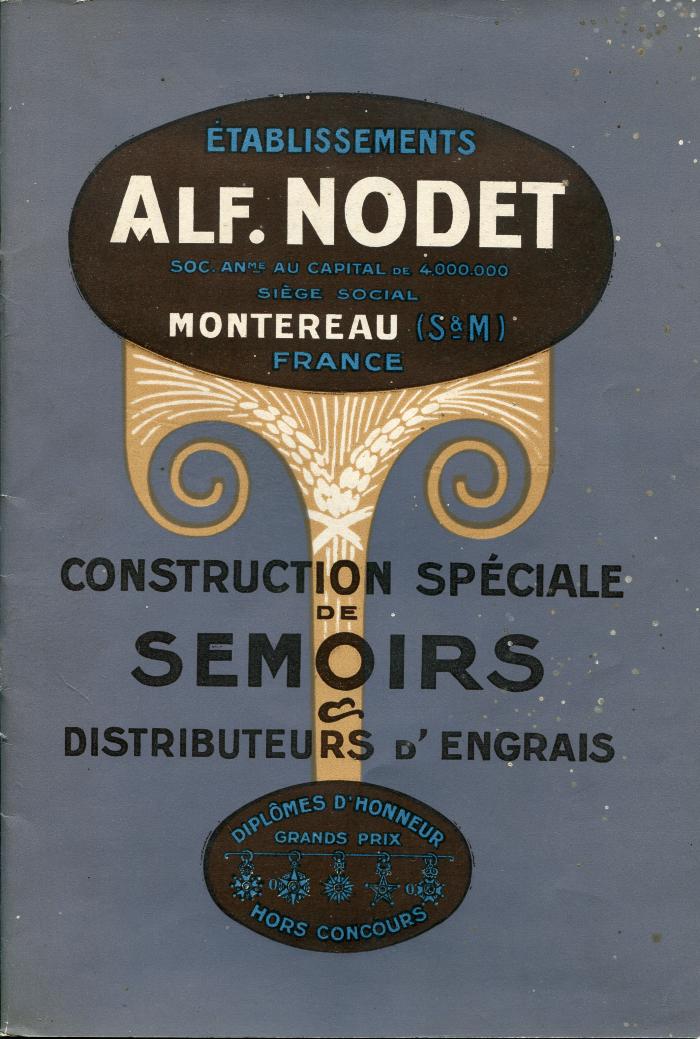 ÉTABLISSEMENTS
ALF. NODET
SOC. ANME AU CAPITAL DE 4.000.000
SIÈGE SOCIAL
MONTEREAU (S&M)
FRANCE
CONSTRUCTION SPÉCIALE
DE
SEMOIRS
&
DISTRIBUTEURS D'ENGRAIS
DIPLÔMES D'HONNEUR
GRANDS PRIX
HORS CONCOURS